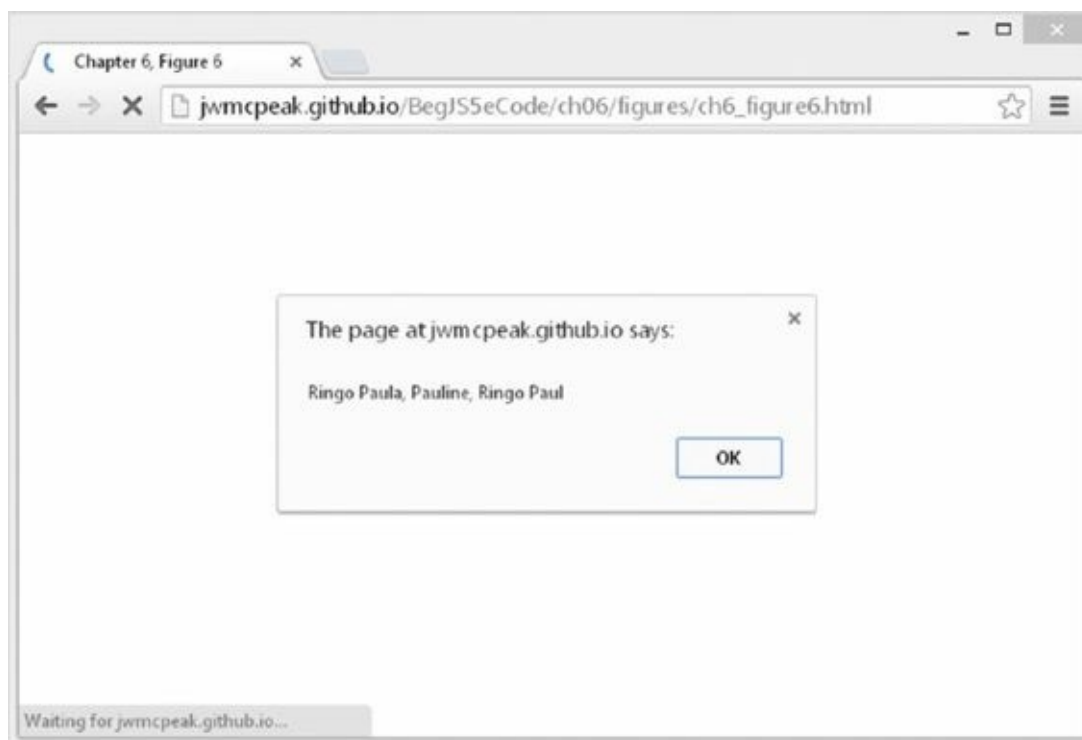 Chapter 6, Figure 6
jwmcpeak.github.io/BegJS5eCode/ch06/figures/ch6_figure6.html
The page at jwmcpeak.github.io says:
Ringo Paula, Pauline, Ringo Paul
OK
Waiting for jwmcpeak.github.io...